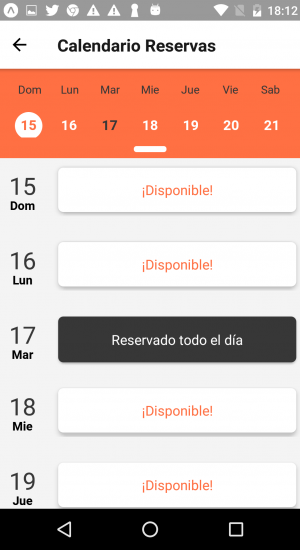 18:12
Calendario Reservas
Dom Lun Mar Mie Jue Vie Sab
15 16 17 18 19 20 21
15
Dom
¡Disponible!
16
Lun
¡Disponible!
17
Mar
Reservado todo el día
18
Mie
¡Disponible!
19
Jue
¡Disponible!